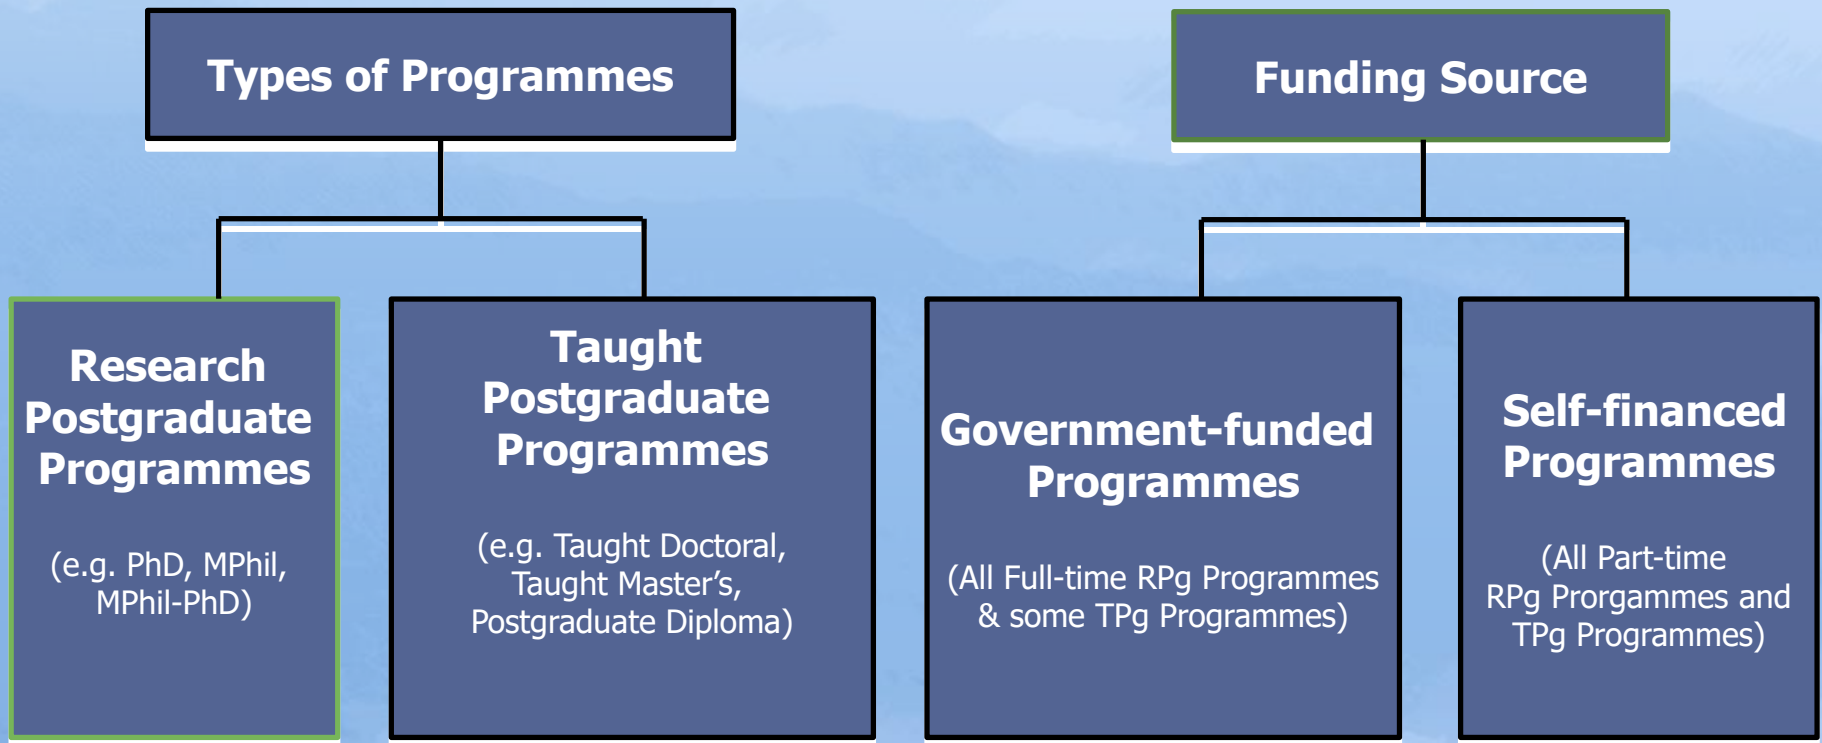 Types of Programmes
Funding Source
Research
Postgraduate
Programmes
(e.g. PhD, MPhil,
MPhil-PhD)
Taught
Postgraduate
Programmes
(e.g. Taught Doctoral,
Taught Master’s,
Postgraduate Diploma)
Government-funded
Programmes
(All Full-time RPg Programmes
& some TPg Programmes)
Self-financed
Programmes
(All Part-time
RPg Prorgammes and
TPg Programmes)